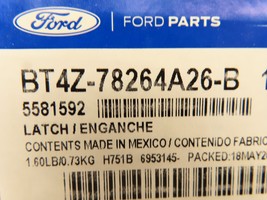 Ford
FORD PARTS
BT4Z-78264A26-B
5581592
LATCH / ENGANCHE
CONTENTS MADE IN MEXICO / CONTENIDO FABRIC
1.60LB/0.73KG H751B 6953145- PACKED:18MAY2